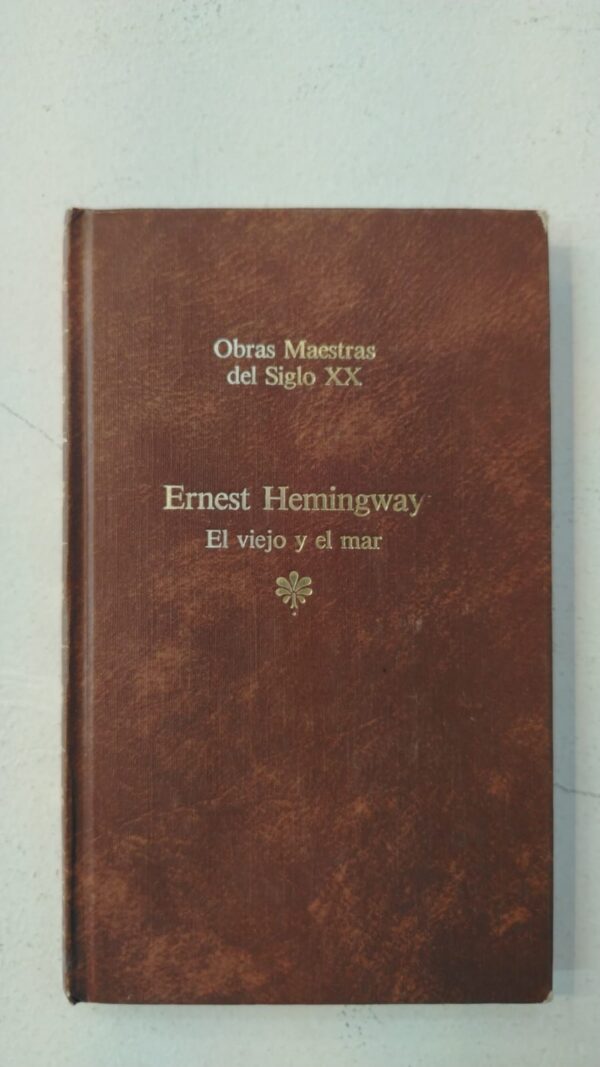 Obras Maestras
del Siglo XX
Ernest Hemingway
El viejo y el mar